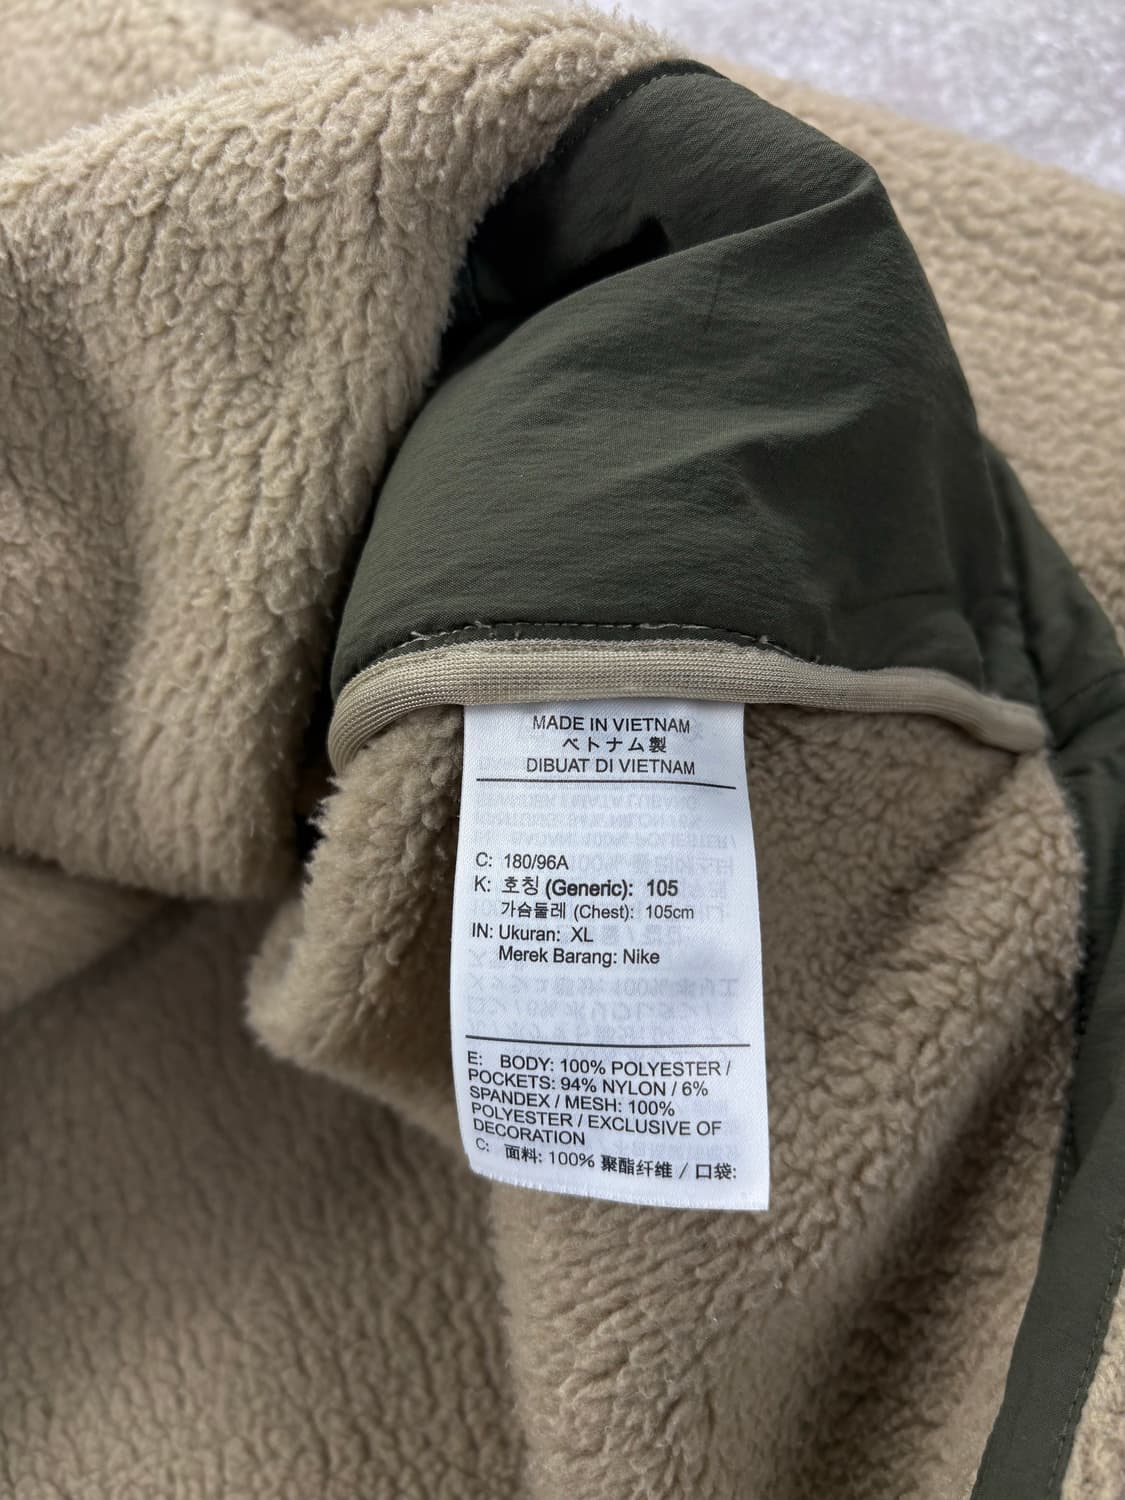 MADE IN VIETNAM
ベトナム製
DIBUAT DI VIETNAM
C: 180/96A
K: 호칭 (Generic): 105
가슴둘레 (Chest): 105cm
IN: Ukuran: XL
Merek Barang: Nike
E: BODY: 100% POLYESTER /
POCKETS: 94% NYLON / 6%
SPANDEX / MESH: 100%
POLYESTER / EXCLUSIVE OF
DECORATION
C: 面料: 100% 聚酯纤维 / 口袋: